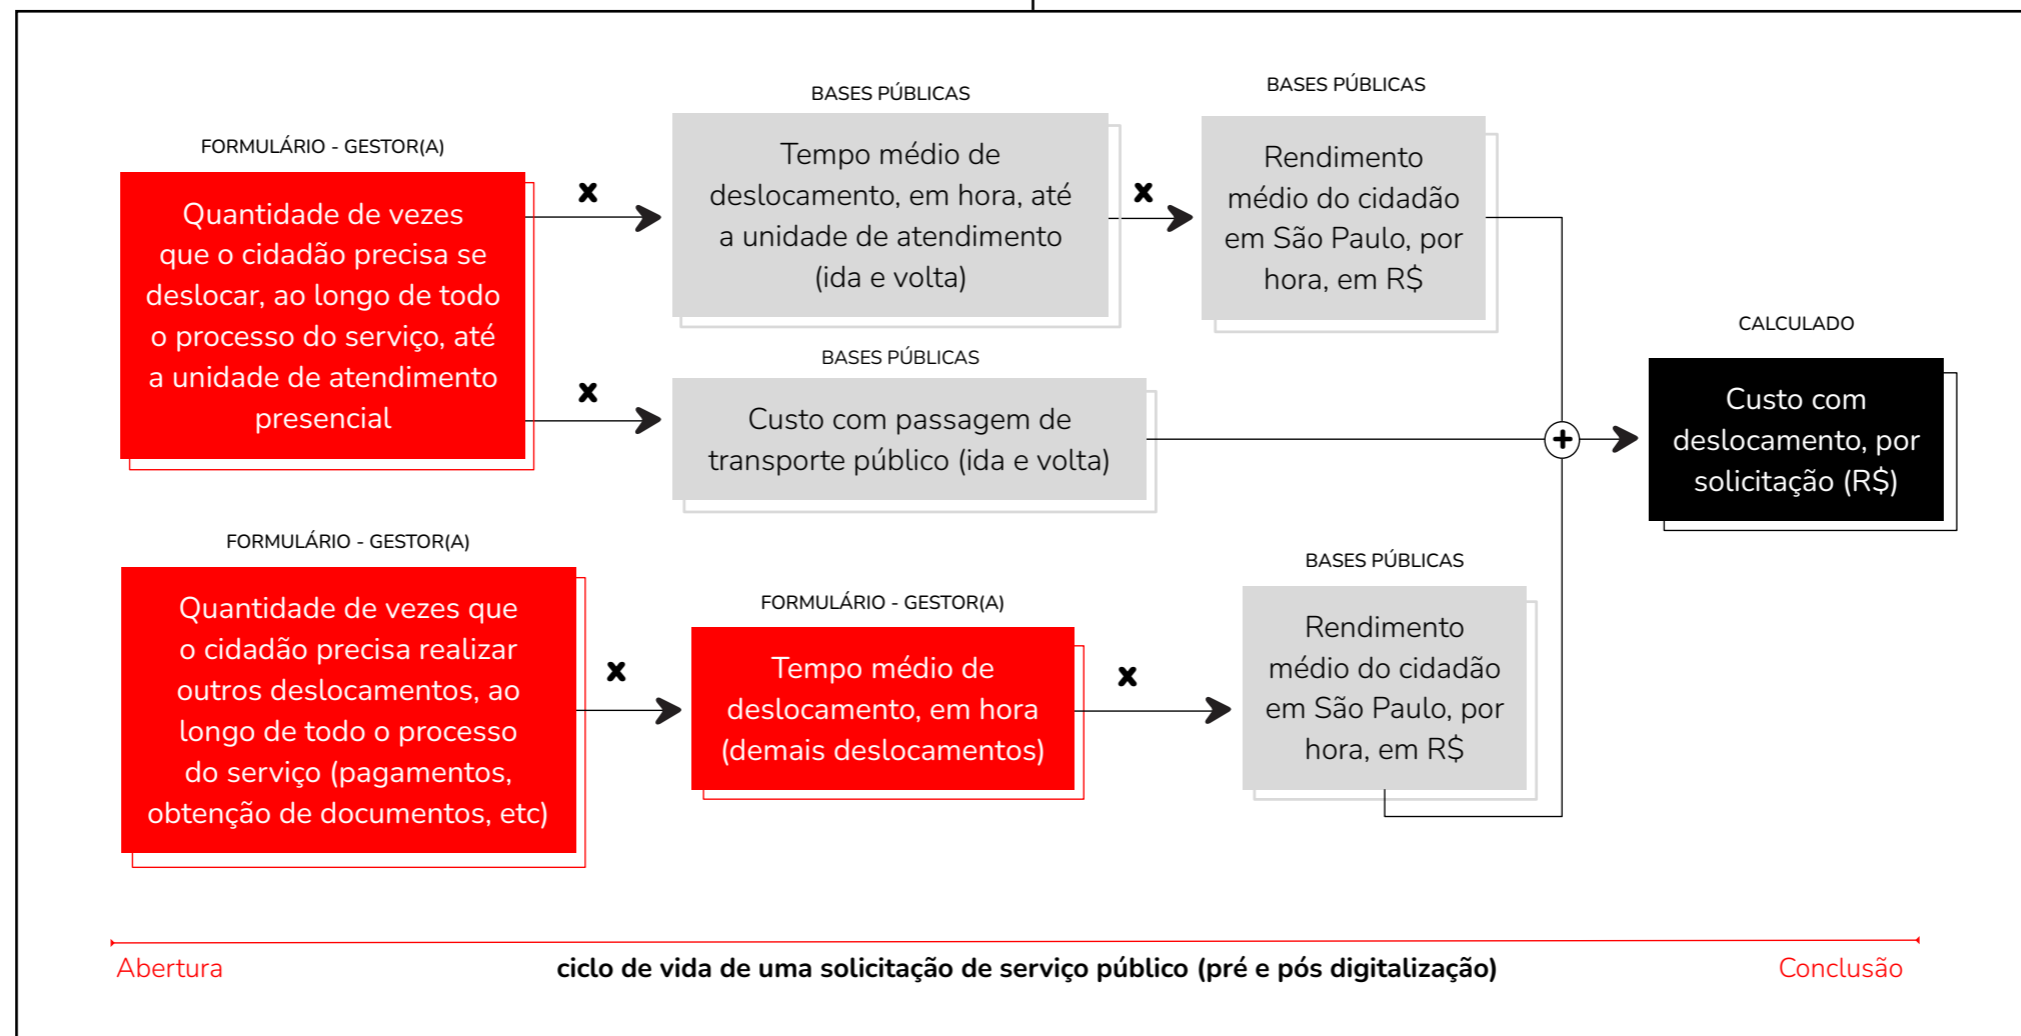 FORMULÁRIO - GESTOR(A)
Quantidade de vezes
que o cidadão precisa se
deslocar, ao longo de todo
o processo do serviço, até
a unidade de atendimento
presencial
x
BASES PÚBLICAS
Tempo médio de
deslocamento, em hora, até
a unidade de atendimento
(ida e volta)
x
BASES PÚBLICAS
Rendimento
médio do cidadão
em São Paulo, por
hora, em R$
x
BASES PÚBLICAS
Custo com passagem de
transporte público (ida e volta)
+
CALCULADO
Custo com
deslocamento, por
solicitação (R$)
FORMULÁRIO - GESTOR(A)
Quantidade de vezes que
o cidadão precisa realizar
outros deslocamentos, ao
longo de todo o processo
do serviço (pagamentos,
obtenção de documentos, etc)
x
FORMULÁRIO - GESTOR(A)
Tempo médio de
deslocamento, em hora
(demais deslocamentos)
x
BASES PÚBLICAS
Rendimento
médio do cidadão
em São Paulo, por
hora, em R$
Abertura
ciclo de vida de uma solicitação de serviço público (pré e pós digitalização)
Conclusão